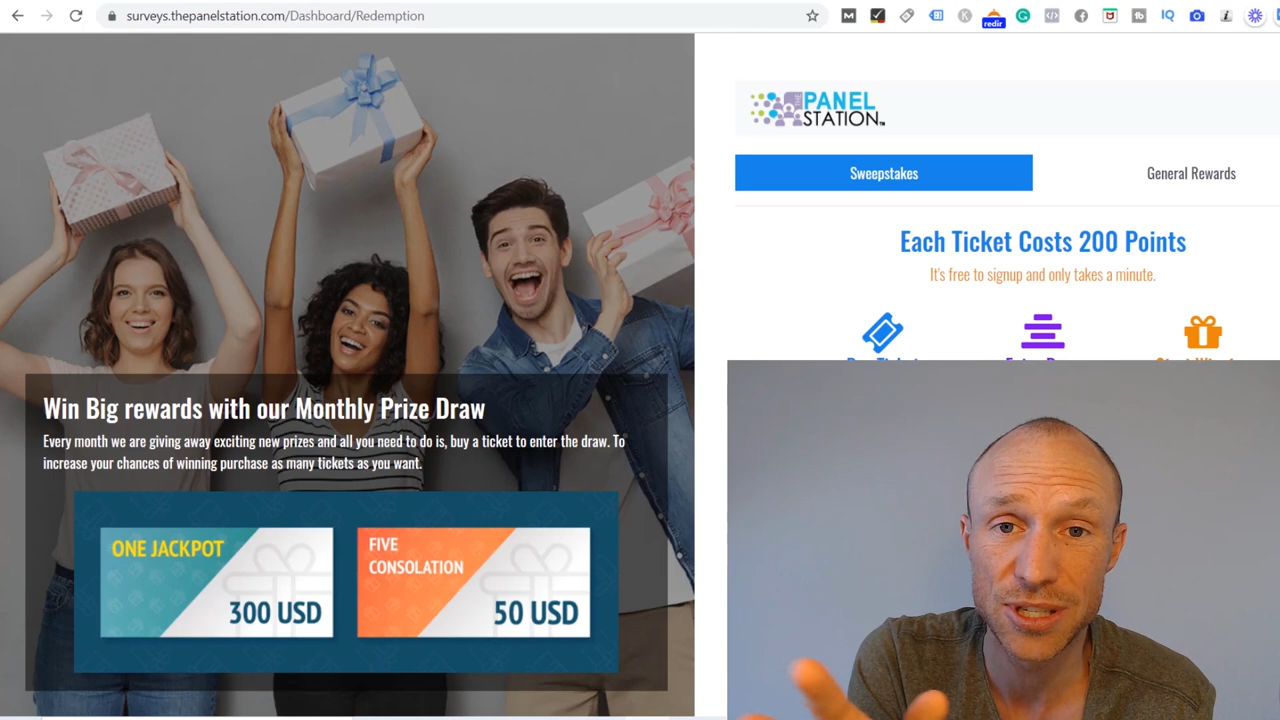 surveys.thepanelstation.com/Dashboard/Redemption
redir
PANEL
STATION™
Sweepstakes
General Rewards
Each Ticket Costs 200 Points
It's free to signup and only takes a minute.
Win Big rewards with our Monthly Prize Draw
Every month we are giving away exciting new prizes and all you need to do is, buy a ticket to enter the draw. To
increase your chances of winning purchase as many tickets as you want.
ONE JACKPOT
300 USD
FIVE
CONSOLATION
50 USD